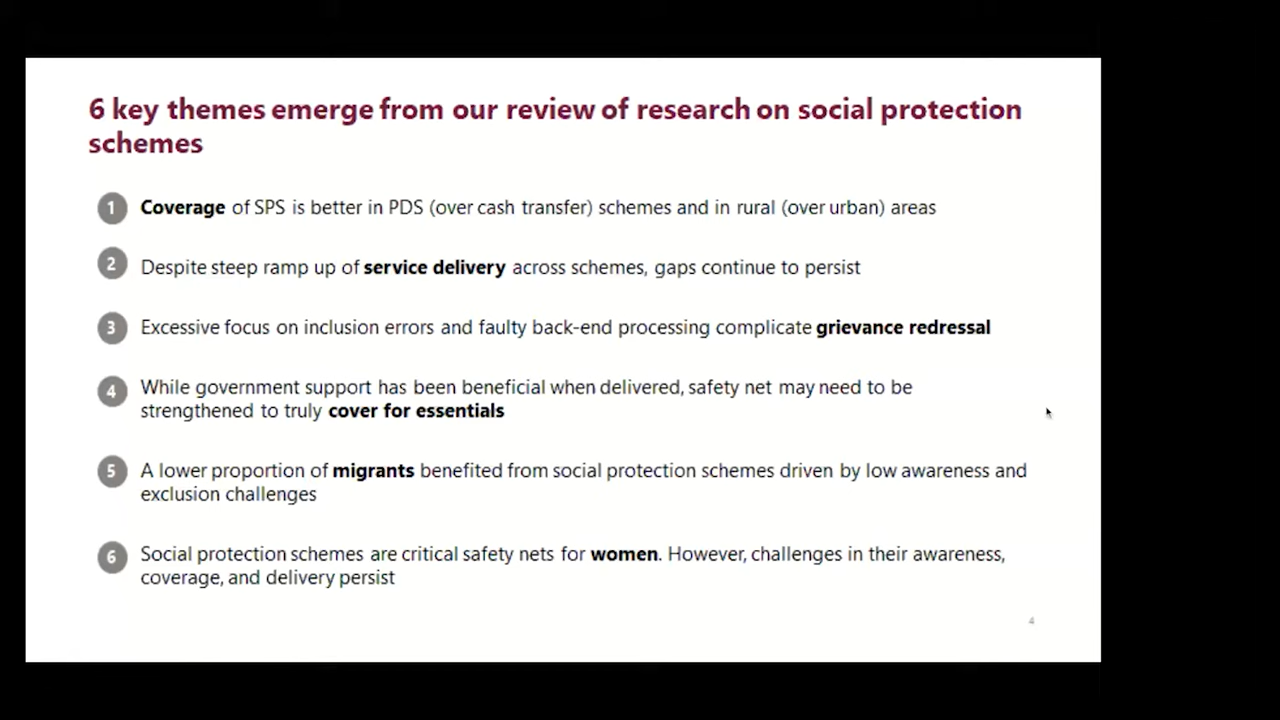 6 key themes emerge from our review of research on social protection
schemes
1 Coverage of SPS is better in PDS (over cash transfer) schemes and in rural (over urban) areas
2 Despite steep ramp up of service delivery across schemes, gaps continue to persist
3 Excessive focus on inclusion errors and faulty back-end processing complicate grievance redressal
4 While government support has been beneficial when delivered, safety net may need to be
strengthened to truly cover for essentials
5 A lower proportion of migrants benefited from social protection schemes driven by low awareness and
exclusion challenges
6 Social protection schemes are critical safety nets for women. However, challenges in their awareness,
coverage, and delivery persist
4